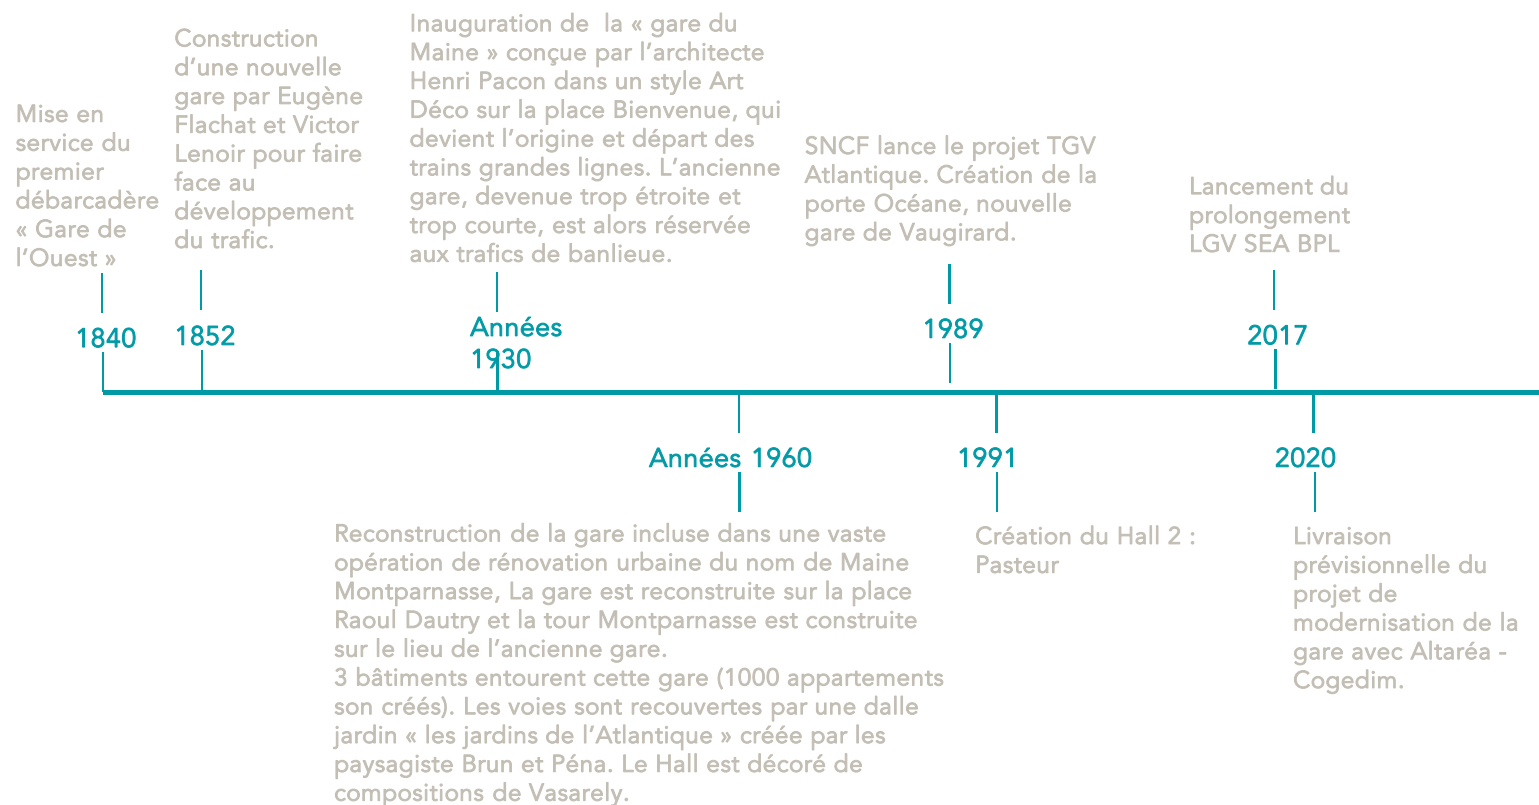 Mise en
service du
premier
débarcadère
« Gare de
l'Ouest »
1840
Construction
d'une nouvelle
gare par Eugène
Flachat et Victor
Lenoir pour faire
face au
développement
du trafic.
1852
Inauguration de  la « gare du
Maine » conçue par l'architecte
Henri Pacon dans un style Art
Déco sur la place Bienvenue, qui
devient l'origine et départ des
trains grandes lignes. L'ancienne
gare, devenue trop étroite et
trop courte, est alors réservée
aux trafics de banlieue.
Années
1930
Années 1960
Reconstruction de la gare incluse dans une vaste
opération de rénovation urbaine du nom de Maine
Montparnasse, La gare est reconstruite sur la place
Raoul Dautry et la tour Montparnasse est construite
sur le lieu de l'ancienne gare.
3 bâtiments entourent cette gare (1000 appartements
son créés). Les voies sont recouvertes par une dalle
jardin « les jardins de l'Atlantique » créée par les
paysagiste Brun et Péna. Le Hall est décoré de
compositions de Vasarely.
SNCF lance le projet TGV
Atlantique. Création de la
porte Océane, nouvelle
gare de Vaugirard.
1989
1991
Création du Hall 2 :
Pasteur
Lancement du
prolongement
LGV SEA BPL
2017
2020
Livraison
prévisionnelle du
projet de
modernisation de la
gare avec Altaréa -
Cogedim.